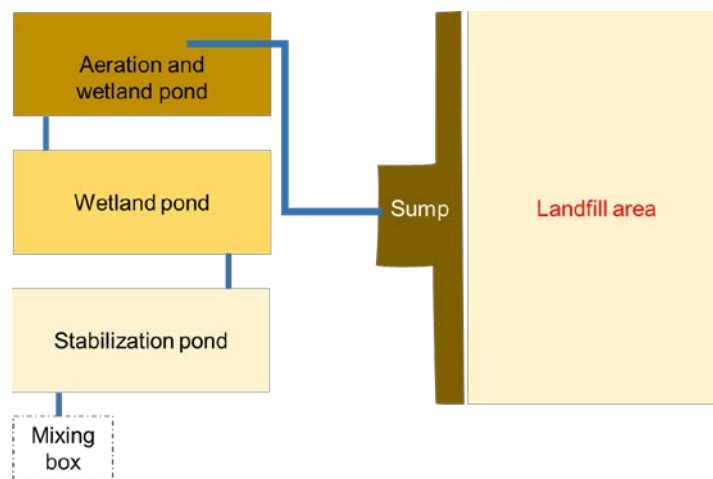 Aeration and
wetland pond
Wetland pond
Sump
Landfill area
Stabilization pond
Mixing
box